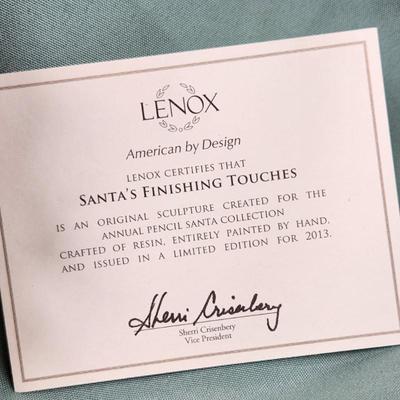 LENOX
American by Design
LENOX CERTIFIES THAT
SANTA'S FINISHING TOUCHES
IS AN ORIGINAL SCULPTURE CREATED FOR THE
ANNUAL PENCIL SANTA COLLECTION
CRAFTED OF RESIN, ENTIRELY PAINTED BY HAND,
AND ISSUED IN A LIMITED EDITION FOR 2013.
Sherri Crisenbery
Sherri Crisenbery
Vice President